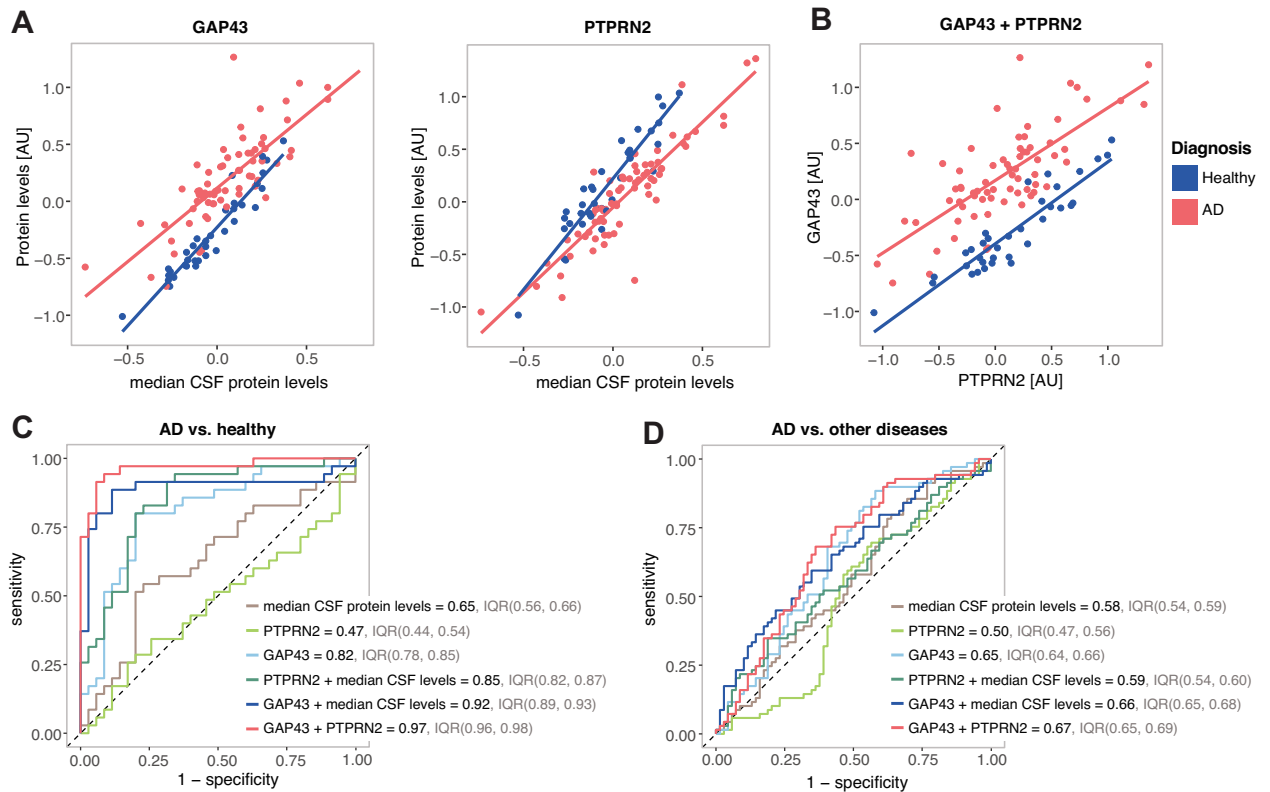 A
GAP43
Protein levels [AU]
1.0
0.5
0.0
−0.5
−1.0
−0.5
0.0
0.5
median CSF protein levels
PTPRN2
Protein levels [AU]
1.0
0.5
0.0
−0.5
−1.0
−0.5
0.0
0.5
median CSF protein levels
B
GAP43 + PTPRN2
GAP43 [AU]
1.0
0.5
0.0
−0.5
−1.0
−1.0
−0.5
0.0
0.5
1.0
PTPRN2 [AU]
Diagnosis
Healthy
AD
C
AD vs. healthy
sensitivity
1.00
0.75
0.50
0.25
0.00
median CSF protein levels = 0.65, IQR(0.56, 0.66)
PTPRN2 = 0.47, IQR(0.44, 0.54)
GAP43 = 0.82, IQR(0.78, 0.85)
PTPRN2 + median CSF levels = 0.85, IQR(0.82, 0.87)
GAP43 + median CSF levels = 0.92, IQR(0.89, 0.93)
GAP43 + PTPRN2 = 0.97, IQR(0.96, 0.98)
0.00
0.25
0.50
0.75
1.00
1 − specificity
D
AD vs. other diseases
sensitivity
1.00
0.75
0.50
0.25
0.00
median CSF protein levels = 0.58, IQR(0.54, 0.59)
PTPRN2 = 0.50, IQR(0.47, 0.56)
GAP43 = 0.65, IQR(0.64, 0.66)
PTPRN2 + median CSF levels = 0.59, IQR(0.54, 0.60)
GAP43 + median CSF levels = 0.66, IQR(0.65, 0.68)
GAP43 + PTPRN2 = 0.67, IQR(0.65, 0.69)
0.00
0.25
0.50
0.75
1.00
1 − specificity